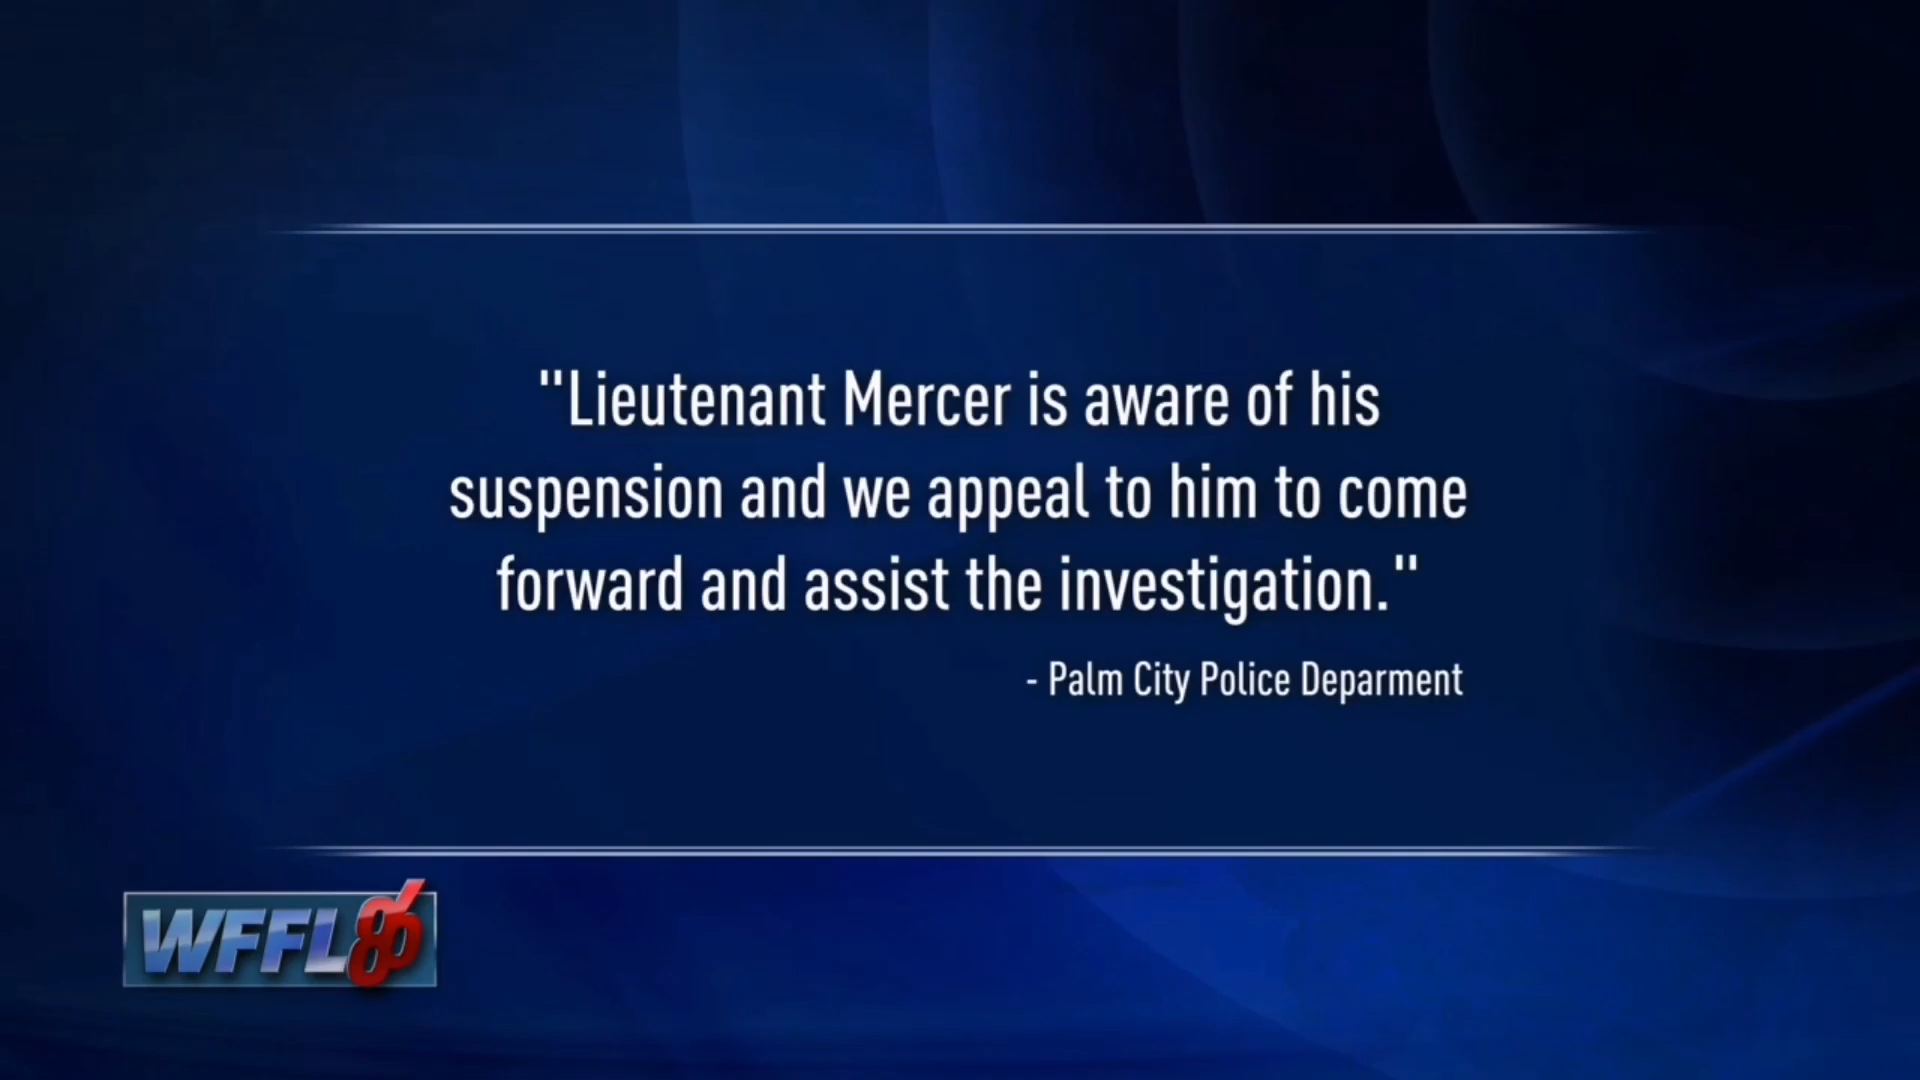 "Lieutenant Mercer is aware of his
suspension and we appeal to him to come
forward and assist the investigation."
- Palm City Police Deparment
WFFL86